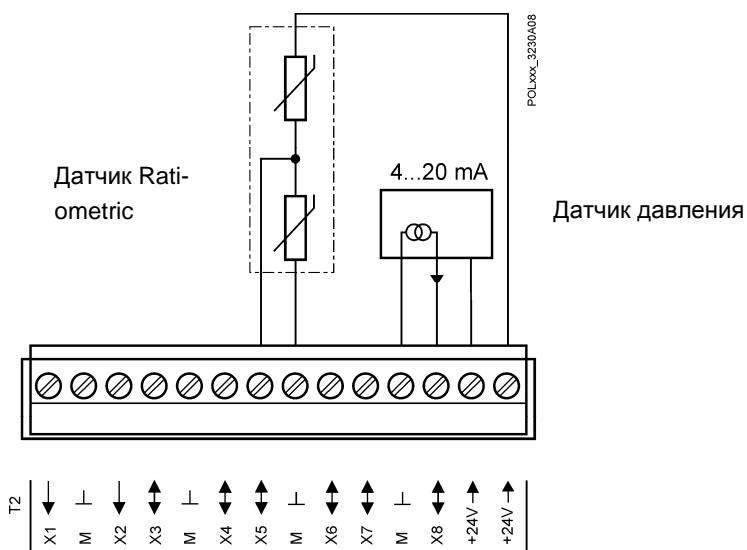 POLxxx_3230A08
Датчик Rati-
ometric
4...20 mA
Датчик давления
T2
X1
M
X2
X3
M
X4
X5
M
X6
X7
M
X8
+24V
+24V